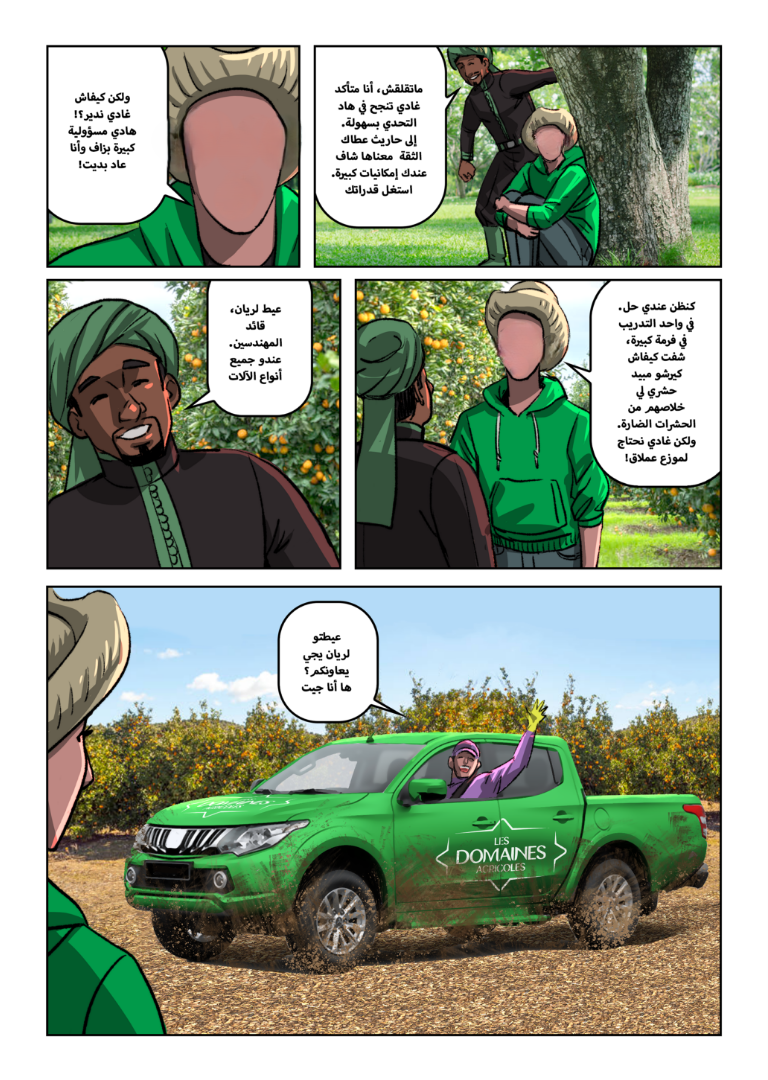 ماتقلقش، أنا متأكد
غادي تنجح في هاد
التحدي بسهولة.
إلى حاريث عطاك
الثقة معناها شاف
عندك إمكانيات كبيرة.
استغل قدراتك
ولكن كيفاش
غادي ندير؟!
هادي مسؤولية
كبيرة بزاف وأنا
عاد بديت!
كنظن عندي حل.
في واحد التدريب
في فرمة كبيرة،
شفت كيفاش
كيرشو مبيد
حشري لي
خلاصهم من
الحشرات الضارة.
ولكن غادي نحتاج
لموزع عملاق!
عيط لريان،
قائد
المهندسين.
عندو جميع
أنواع الآلات
عيطتو
لريان يجي
يعاونكم؟
ها أنا جيت
LES
DOMAINES
AGRICOLES